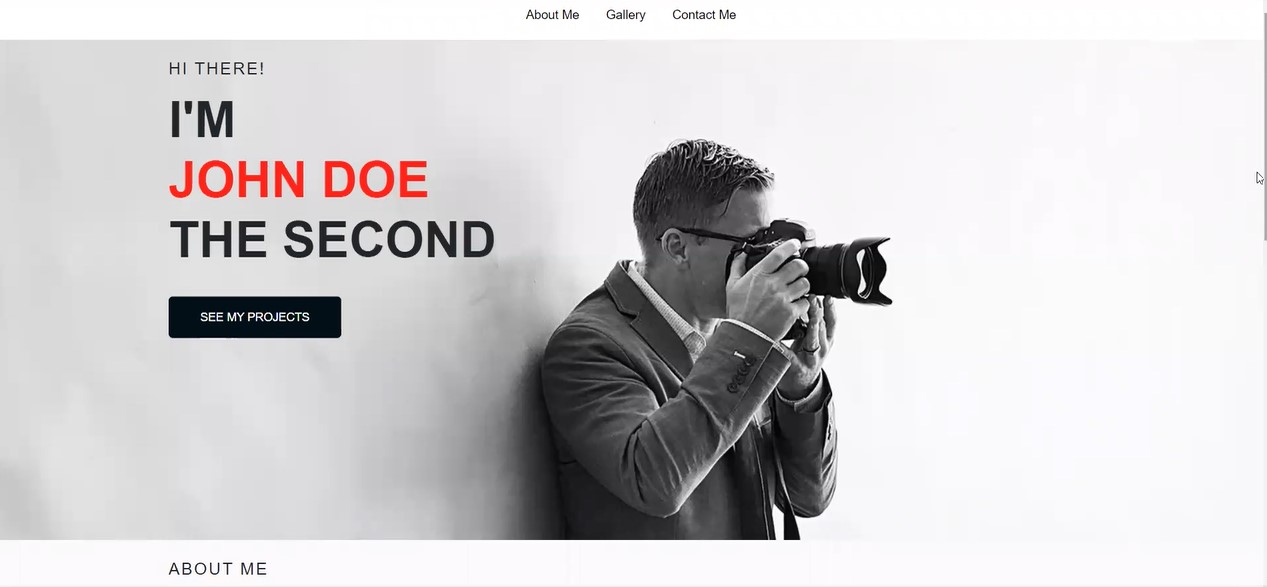 About Me Gallery Contact Me
HI THERE!
I'M
JOHN DOE
THE SECOND
SEE MY PROJECTS
ABOUT ME